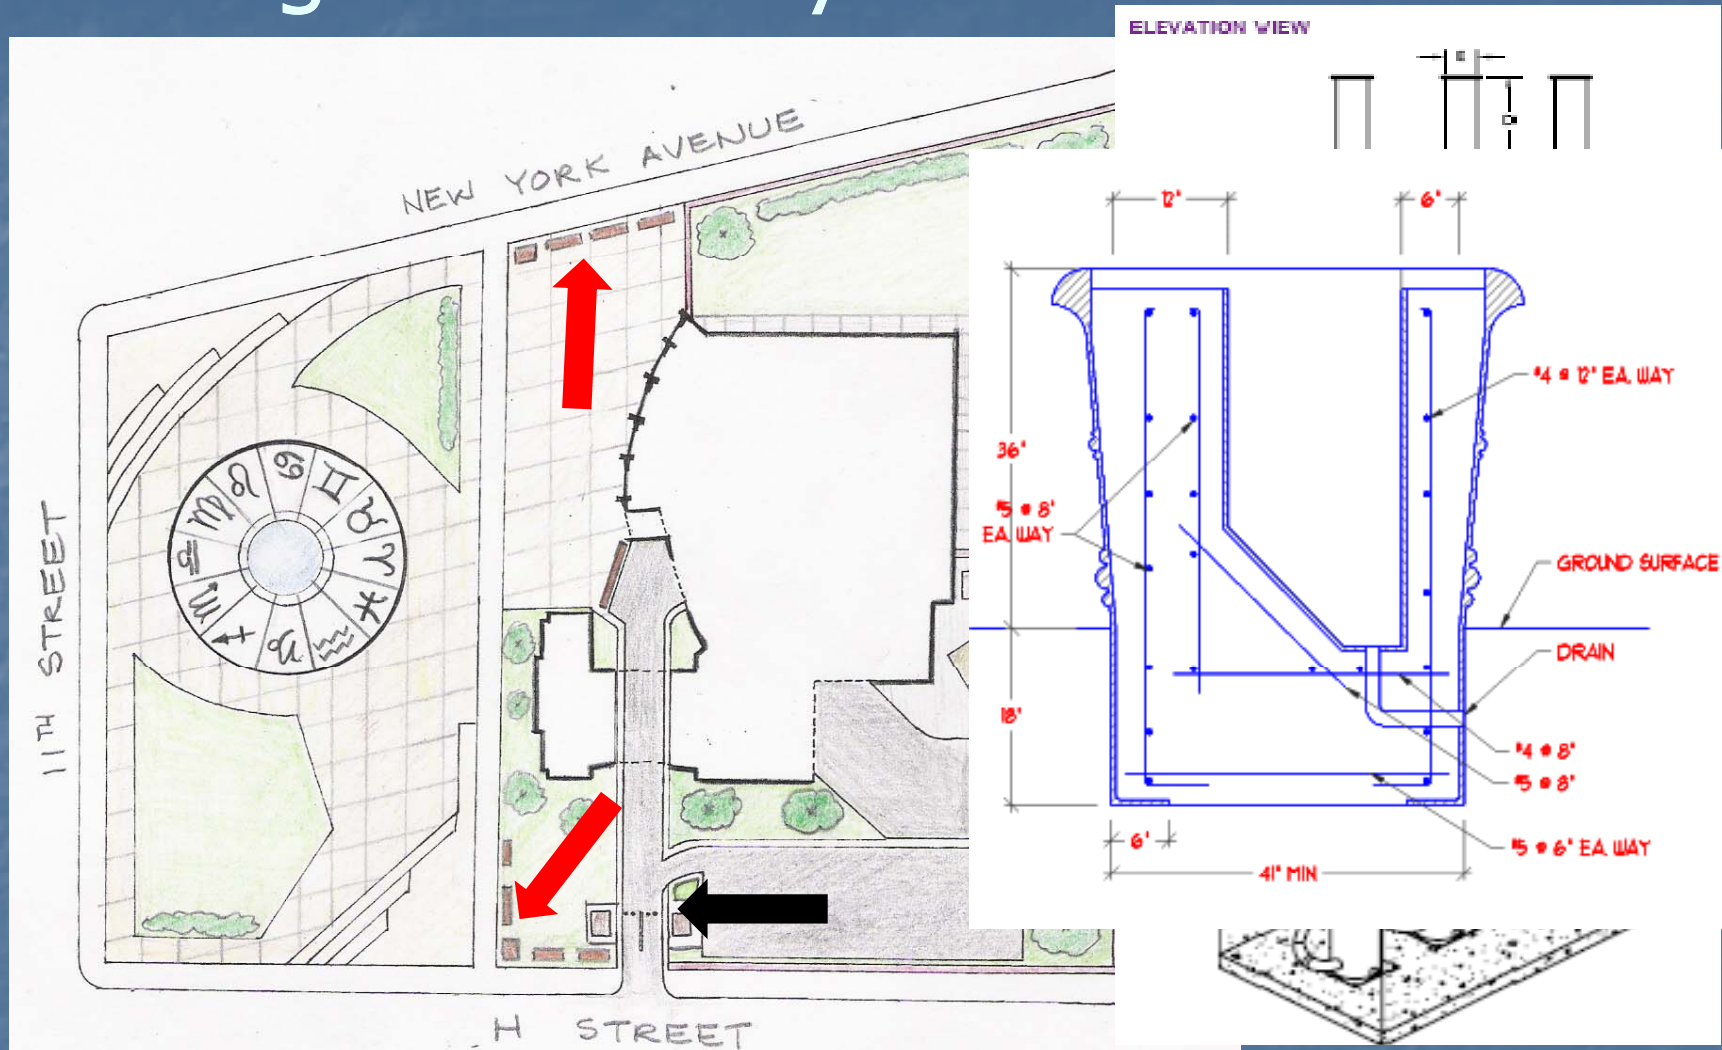 ELEVATION VIEW
NEW YORK AVENUE
11TH STREET
H STREET
12"
6"
36"
#4 @ 12" EA. WAY
#5 @ 8"
EA. WAY
GROUND SURFACE
DRAIN
18"
#4 @ 8"
#5 @ 8"
6"
#5 @ 6" EA. WAY
41" MIN